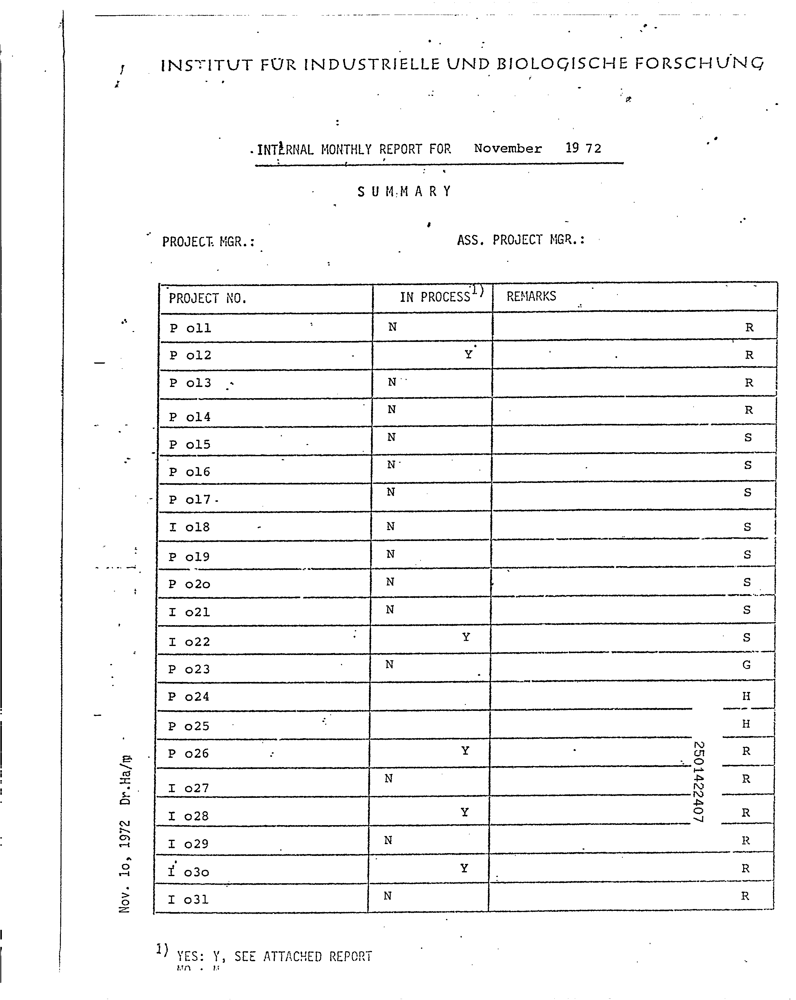 INSTITUT FÜR INDUSTRIELLE UND BIOLOGISCHE FORSCHUNG
INTERNAL MONTHLY REPORT FOR November 19 72
SUMMARY
PROJECT MGR.: ASS. PROJECT MGR.:
PROJECT NO. IN PROCESS1) REMARKS
P o11 N R
P o12 Y R
P o13 N R
P o14 N R
P o15 N S
P o16 N S
P o17 N S
I o18 N S
P o19 N S
P o2o N S
I o21 N S
I o22 Y S
P o23 N G
P o24 H
P o25 H
P o26 Y R
I o27 N R
I o28 Y R
I o29 N R
I o3o Y R
I o31 N R
2501422407
Nov. 1o, 1972 Dr.Ha/m
1) YES: Y, SEE ATTACHED REPORT
NO : N